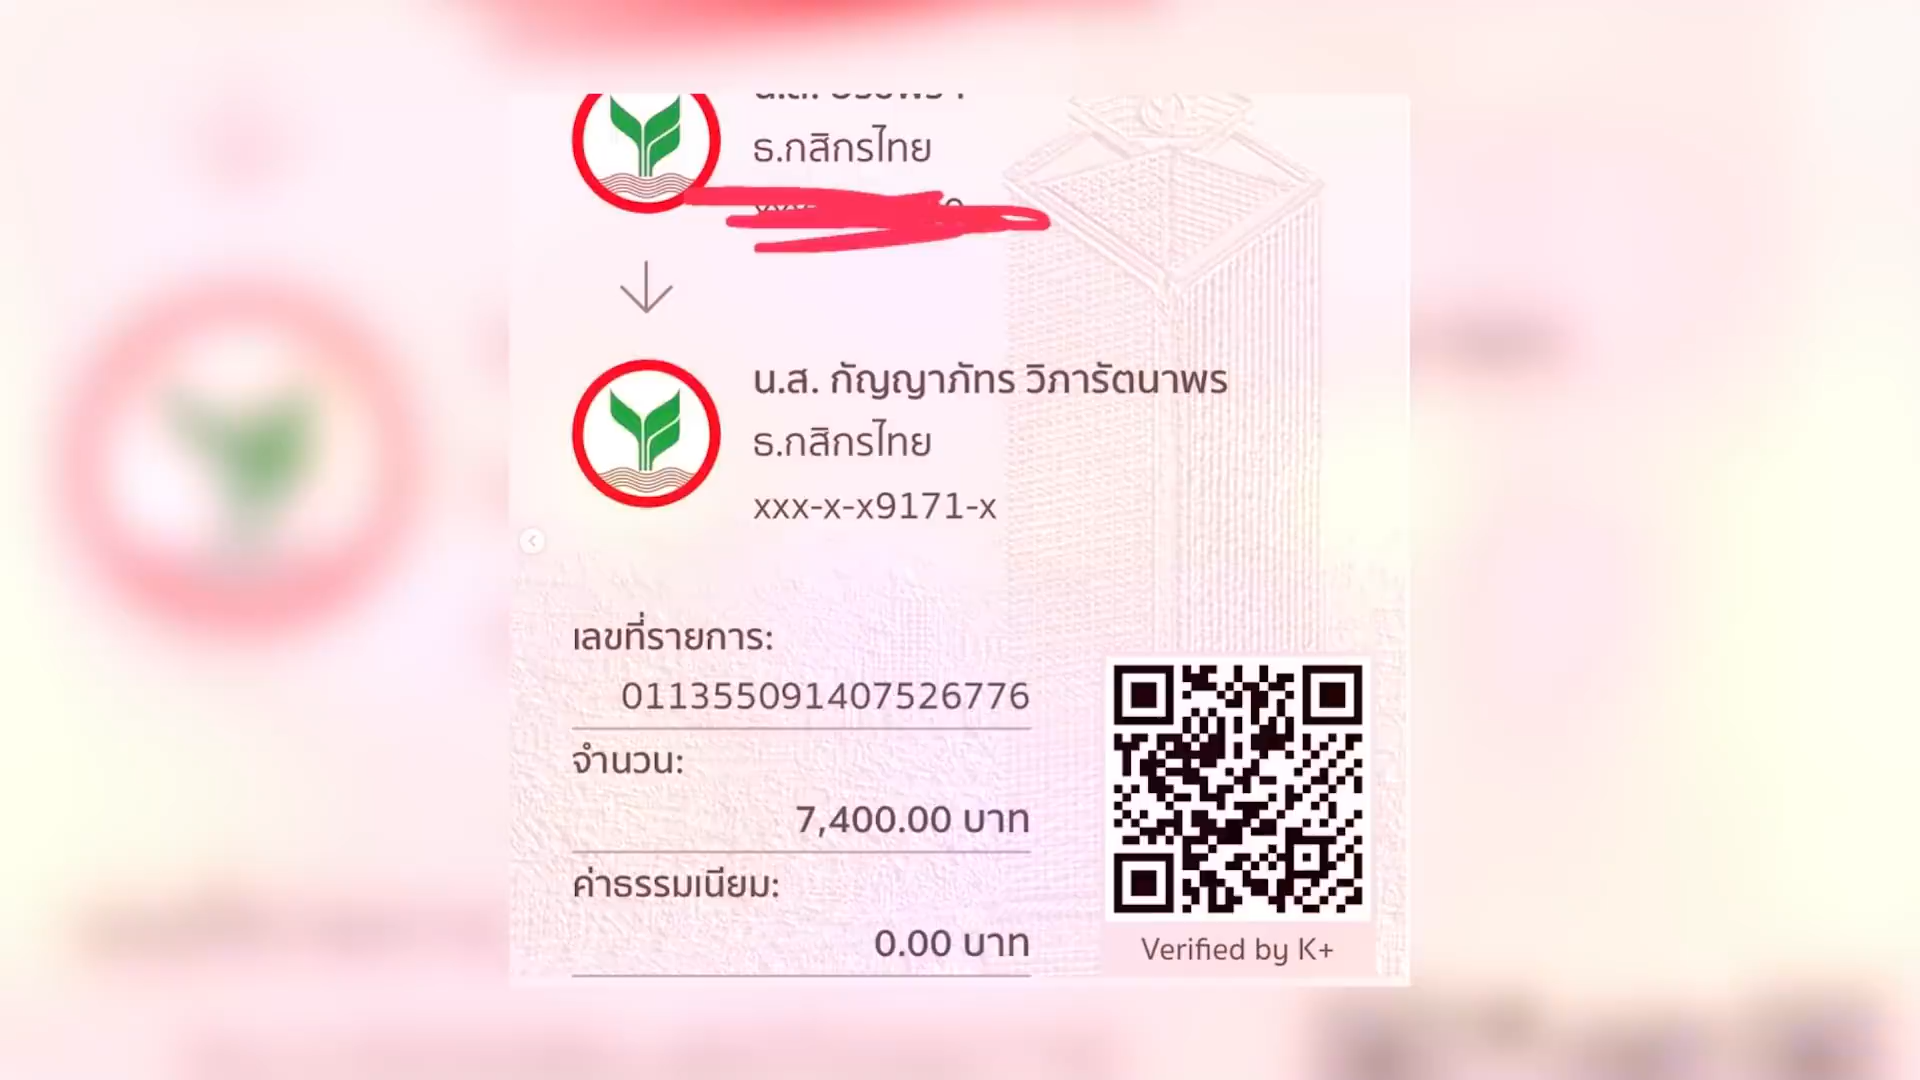 น.ส.
ธ.กสิกรไทย
น.ส. กัญญาภัทร วิภารัตนาพร
ธ.กสิกรไทย
xxx-x-x9171-x
เลขที่รายการ:
011355091407526776
จำนวน:
7,400.00 บาท
ค่าธรรมเนียม:
0.00 บาท
Verified by K+